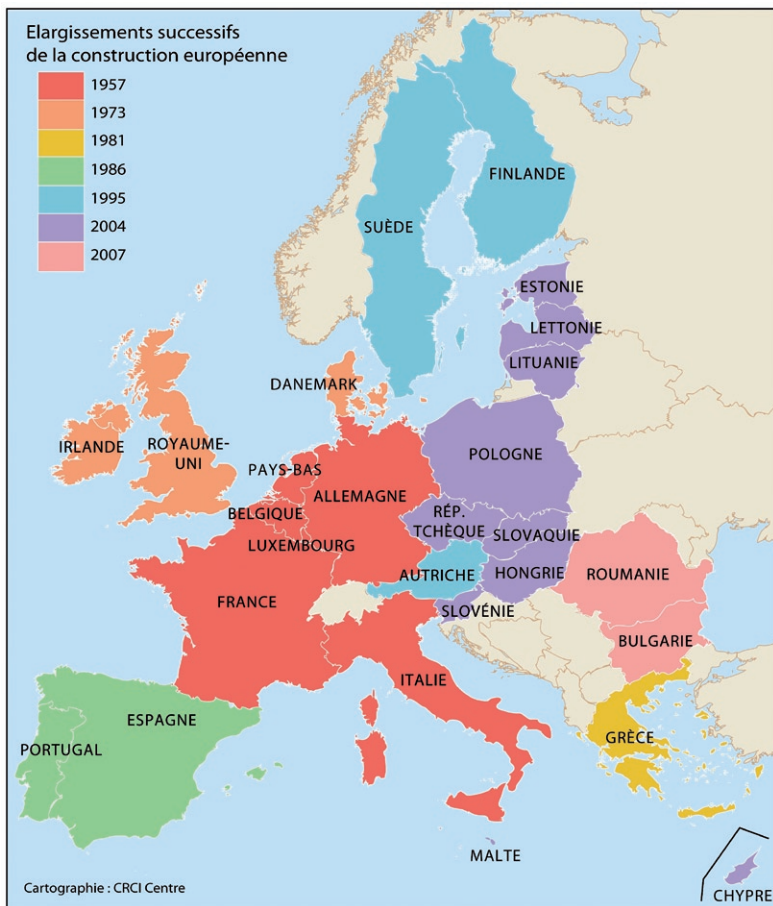 Elargissements successifs
de la construction européenne
1957
1973
1981
1986
1995
2004
2007
FINLANDE
SUÈDE
ESTONIE
LETTONIE
LITUANIE
DANEMARK
IRLANDE
ROYAUME-
UNI
PAYS-BAS
POLOGNE
ALLEMAGNE
BELGIQUE
RÉP.
TCHÈQUE
SLOVAQUIE
LUXEMBOURG
AUTRICHE
HONGRIE
ROUMANIE
FRANCE
SLOVÉNIE
BULGARIE
ITALIE
ESPAGNE
PORTUGAL
GRÈCE
MALTE
CHYPRE
Cartographie : CRCI Centre